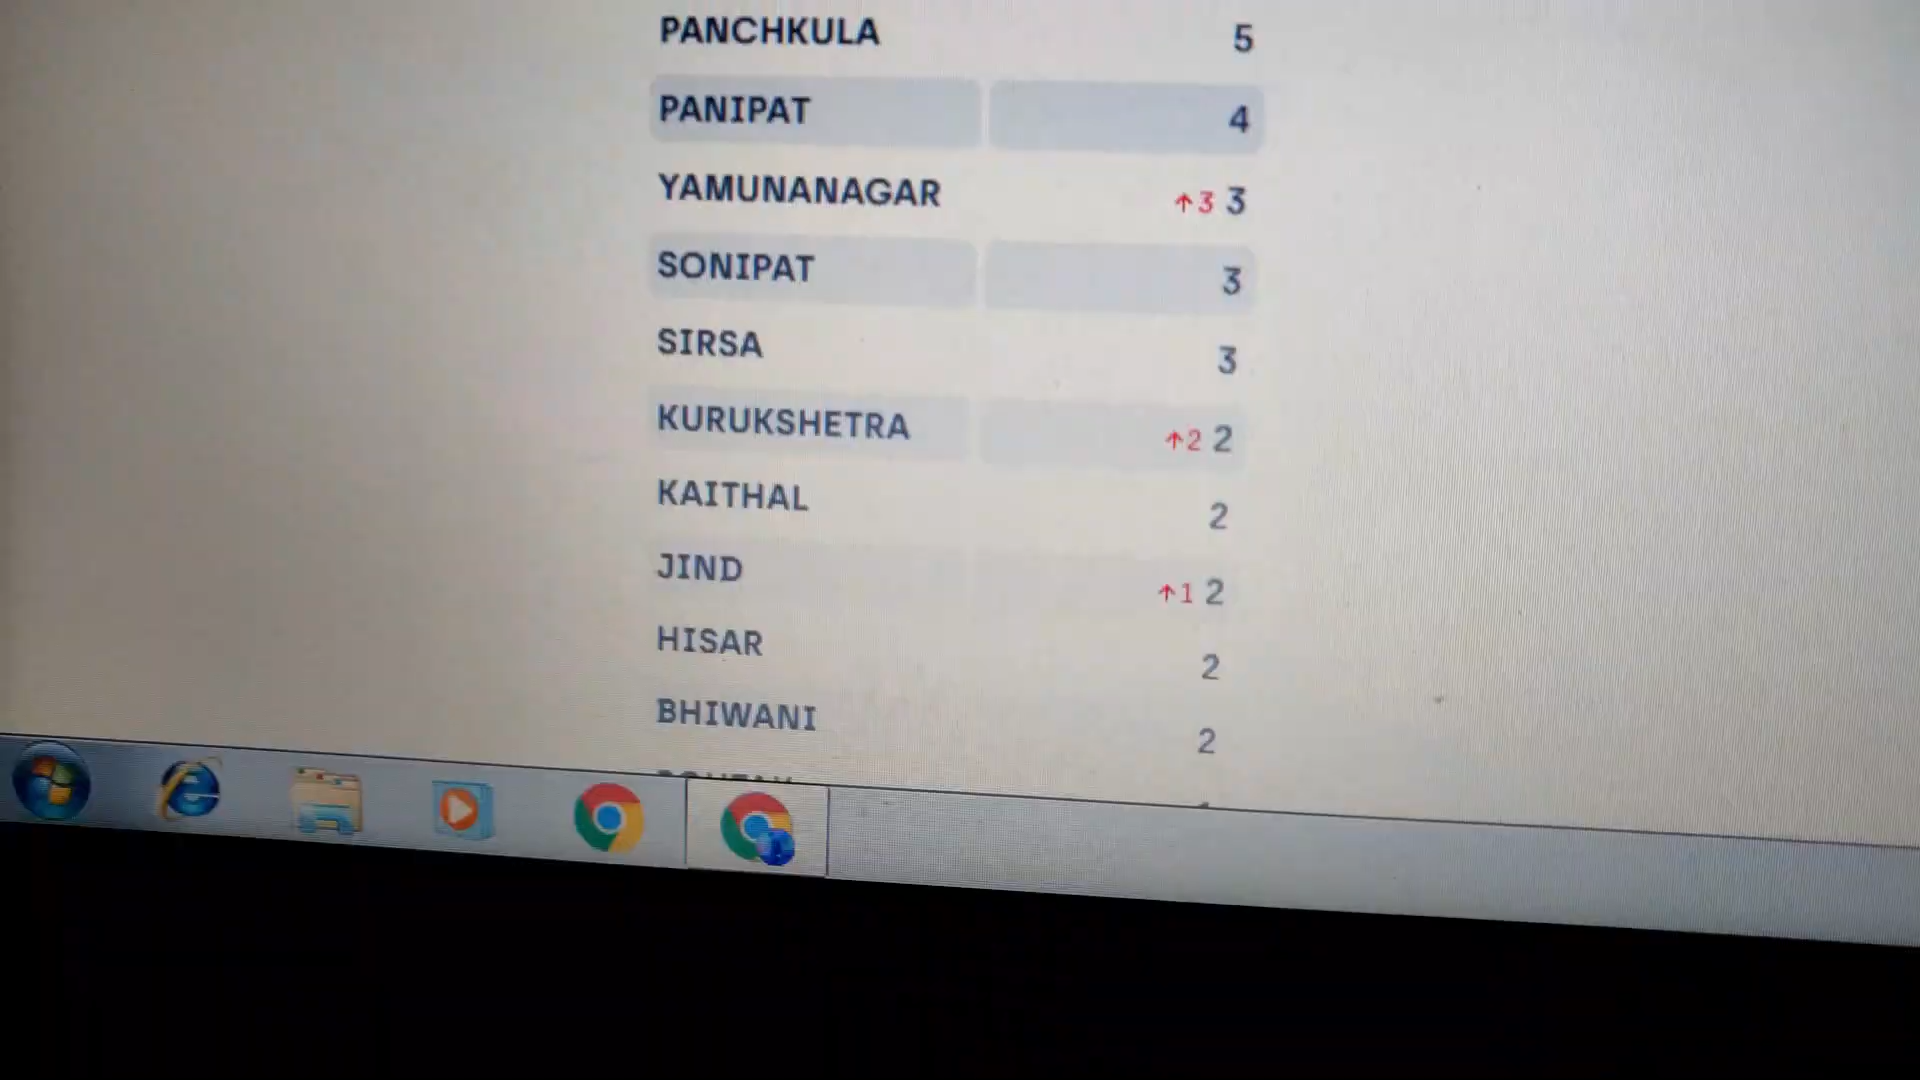 PANCHKULA 5
PANIPAT 4
YAMUNANAGAR ↑3 3
SONIPAT 3
SIRSA 3
KURUKSHETRA ↑2 2
KAITHAL 2
JIND ↑1 2
HISAR 2
BHIWANI 2